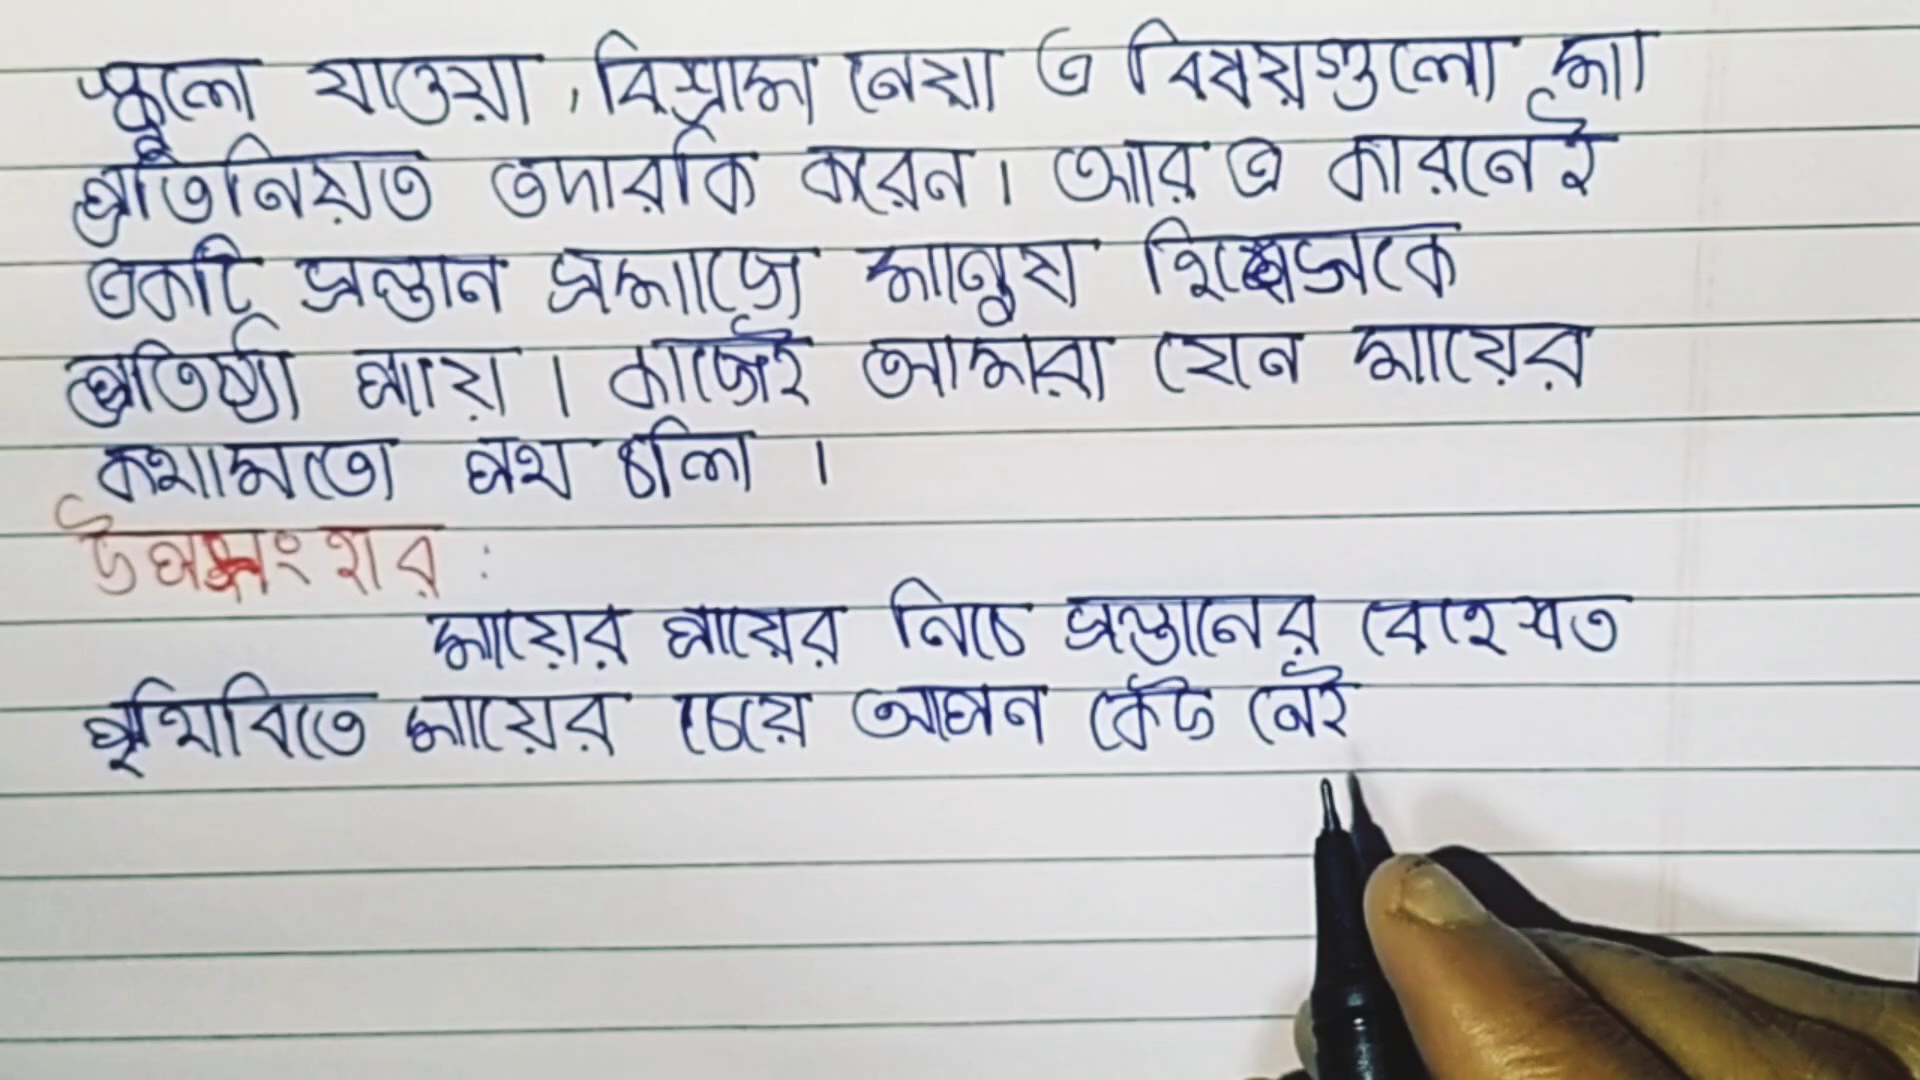 স্কুলে যাওয়া, বিশ্রাম নেয়া এ বিষয়গুলো মা
প্রতিনিয়ত তদারকি করেন। আর এ কারনেই
একটি সন্তান সমাজে মানুষ হিসেবে
প্রতিষ্ঠা পায়। কাজেই আমরা যেন মায়ের
কথামতো পথ চলি।
উপসংহার:
মায়ের পায়ের নিচে সন্তানের বেহেশত
পৃথিবিতে মায়ের চেয়ে আপন কেউ নেই